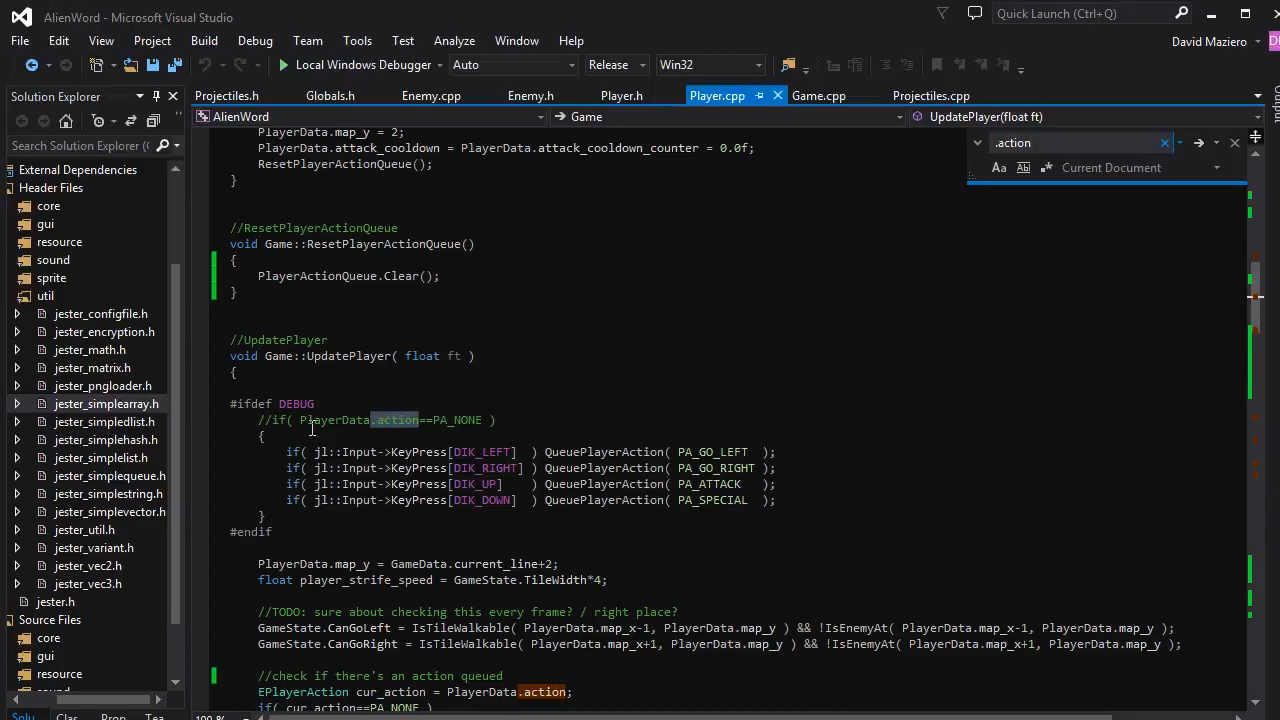 AlienWord - Microsoft Visual Studio
Quick Launch (Ctrl+Q)
File Edit View Project Build Debug Team Tools Test Analyze Window Help
David Maziero
Local Windows Debugger Auto Release Win32
Solution Explorer
Projectiles.h Globals.h Enemy.cpp Enemy.h Player.h Player.cpp Game.cpp Projectiles.cpp
AlienWord Game UpdatePlayer(float ft)
Search Solution Explorer
.action
Aa Ab Current Document
External Dependencies
Header Files
core
gui
resource
sound
sprite
util
jester_configfile.h
jester_encryption.h
jester_math.h
jester_matrix.h
jester_pngloader.h
jester_simplearray.h
jester_simpledlist.h
jester_simplehash.h
jester_simplelist.h
jester_simplequeue.h
jester_simplestring.h
jester_simplevector.h
jester_util.h
jester_variant.h
jester_vec2.h
jester_vec3.h
jester.h
Source Files
core
gui
resource
sound
Solu... Clas... Prop... Tea...
PlayerData.map_y = 2;
PlayerData.attack_cooldown = PlayerData.attack_cooldown_counter = 0.0f;
ResetPlayerActionQueue();
}
//ResetPlayerActionQueue
void Game::ResetPlayerActionQueue()
{
PlayerActionQueue.Clear();
}
//UpdatePlayer
void Game::UpdatePlayer( float ft )
{
#ifdef DEBUG
//if( PlayerData.action==PA_NONE )
{
if( jl::Input->KeyPress[DIK_LEFT]  ) QueuePlayerAction( PA_GO_LEFT  );
if( jl::Input->KeyPress[DIK_RIGHT] ) QueuePlayerAction( PA_GO_RIGHT );
if( jl::Input->KeyPress[DIK_UP]    ) QueuePlayerAction( PA_ATTACK   );
if( jl::Input->KeyPress[DIK_DOWN]  ) QueuePlayerAction( PA_SPECIAL  );
}
#endif
PlayerData.map_y = GameData.current_line+2;
float player_strife_speed = GameState.TileWidth*4;
//TODO: sure about checking this every frame? / right place?
GameState.CanGoLeft = IsTileWalkable( PlayerData.map_x-1, PlayerData.map_y ) && !IsEnemyAt( PlayerData.map_x-1, PlayerData.map_y );
GameState.CanGoRight = IsTileWalkable( PlayerData.map_x+1, PlayerData.map_y ) && !IsEnemyAt( PlayerData.map_x+1, PlayerData.map_y );
//check if there's an action queued
EPlayerAction cur_action = PlayerData.action;
if( cur_action==PA_NONE )